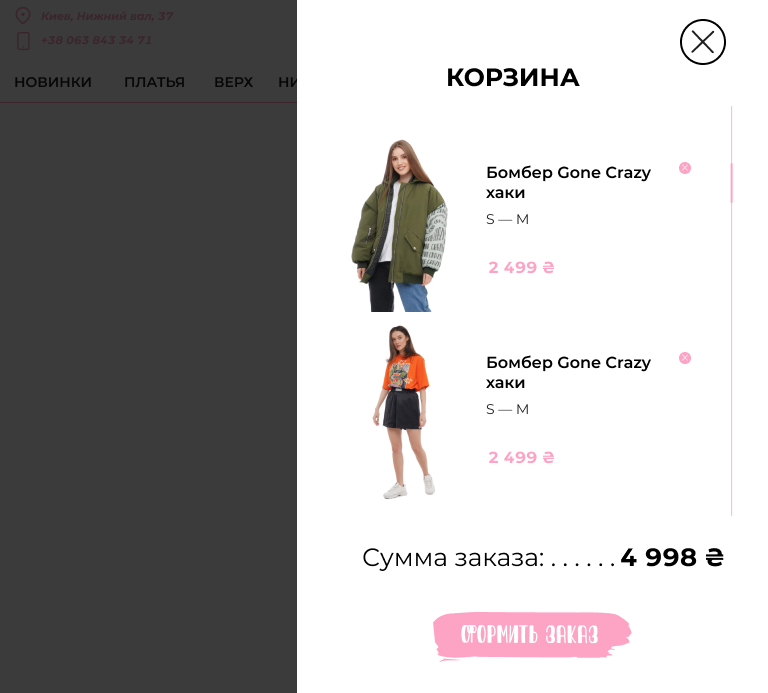 Киев, Нижний вал, 37
+38 063 843 34 71
НОВИНКИ ПЛАТЬЯ ВЕРХ НИ
КОРЗИНА
Бомбер Gone Crazy
хаки
S — M
2 499 ₴
Бомбер Gone Crazy
хаки
S — M
2 499 ₴
Сумма заказа: . . . . . . 4 998 ₴
ОФОРМИТЬ ЗАКАЗ